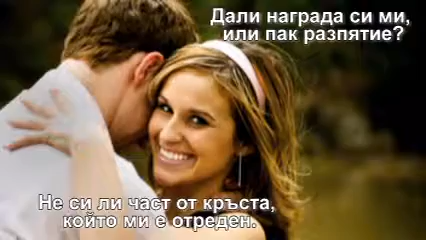 Дали награда си ми,
или пак разпятие?
Не си ли част от кръста,
който ми е отреден.